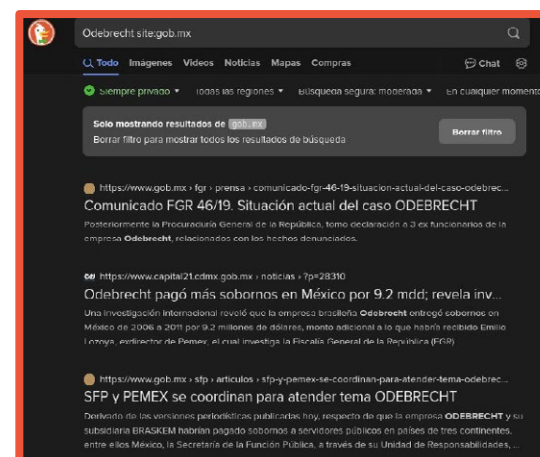 Odebrecht site:gob.mx
Todo Imágenes Videos Noticias Mapas Compras Chat
Siempre privado Todas las regiones Búsqueda segura: moderada En cualquier momento
Solo mostrando resultados de gob.mx
Borrar filtro para mostrar todos los resultados de búsqueda
Borrar filtro
https://www.gob.mx › fgr › prensa › comunicado-fgr-46-19-situacion-actual-del-caso-odebrec...
Comunicado FGR 46/19. Situación actual del caso ODEBRECHT
Posteriormente la Procuraduría General de la República, tomo declaración a 3 ex funcionarios de la
empresa Odebrecht, relacionados con los hechos denunciados.
https://www.capital21.cdmx.gob.mx › noticias › ?p=28310
Odebrecht pagó más sobornos en México por 9.2 mdd; revela inv...
Una investigación internacional reveló que la empresa brasileña Odebrecht entregó sobornos en
México de 2006 a 2011 por 9.2 millones de dólares, monto adicional a lo que habría recibido Emilio
Lozoya, exdirector de Pemex, el cual investiga la Fiscalía General de la República (FGR)
https://www.gob.mx › sfp › articulos › sfp-y-pemex-se-coordinan-para-atender-tema-odebrec...
SFP y PEMEX se coordinan para atender tema ODEBRECHT
Derivado de las versiones periodísticas publicadas hoy, respecto de que la empresa ODEBRECHT y su
subsidiaria BRASKEM habrían pagado sobornos a servidores públicos en países de tres continentes,
entre ellos México, la Secretaría de la Función Pública, a través de su Unidad de Responsabilidades, ...